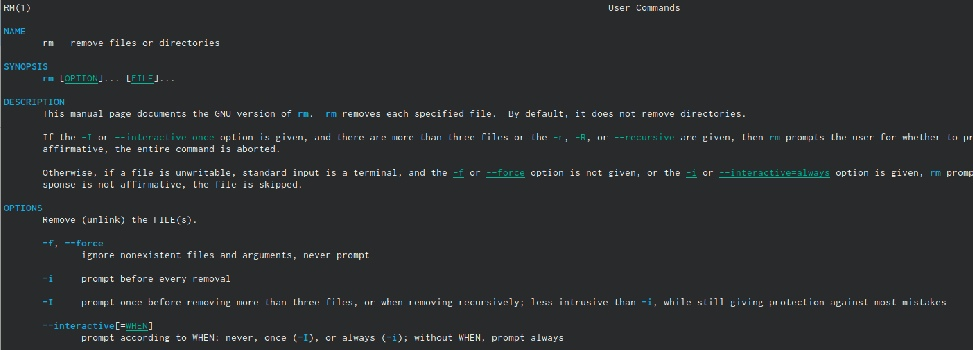 RM(1) User Commands
NAME
rm - remove files or directories
SYNOPSIS
rm [OPTION]... [FILE]...
DESCRIPTION
This manual page documents the GNU version of rm. rm removes each specified file. By default, it does not remove directories.
If the -I or --interactive=once option is given, and there are more than three files or the -r, -R, or --recursive are given, then rm prompts the user for whether to pr
affirmative, the entire command is aborted.
Otherwise, if a file is unwritable, standard input is a terminal, and the -f or --force option is not given, or the -i or --interactive=always option is given, rm promp
sponse is not affirmative, the file is skipped.
OPTIONS
Remove (unlink) the FILE(s).
-f, --force
ignore nonexistent files and arguments, never prompt
-i prompt before every removal
-I prompt once before removing more than three files, or when removing recursively; less intrusive than -i, while still giving protection against most mistakes
--interactive[=WHEN]
prompt according to WHEN: never, once (-I), or always (-i); without WHEN, prompt always